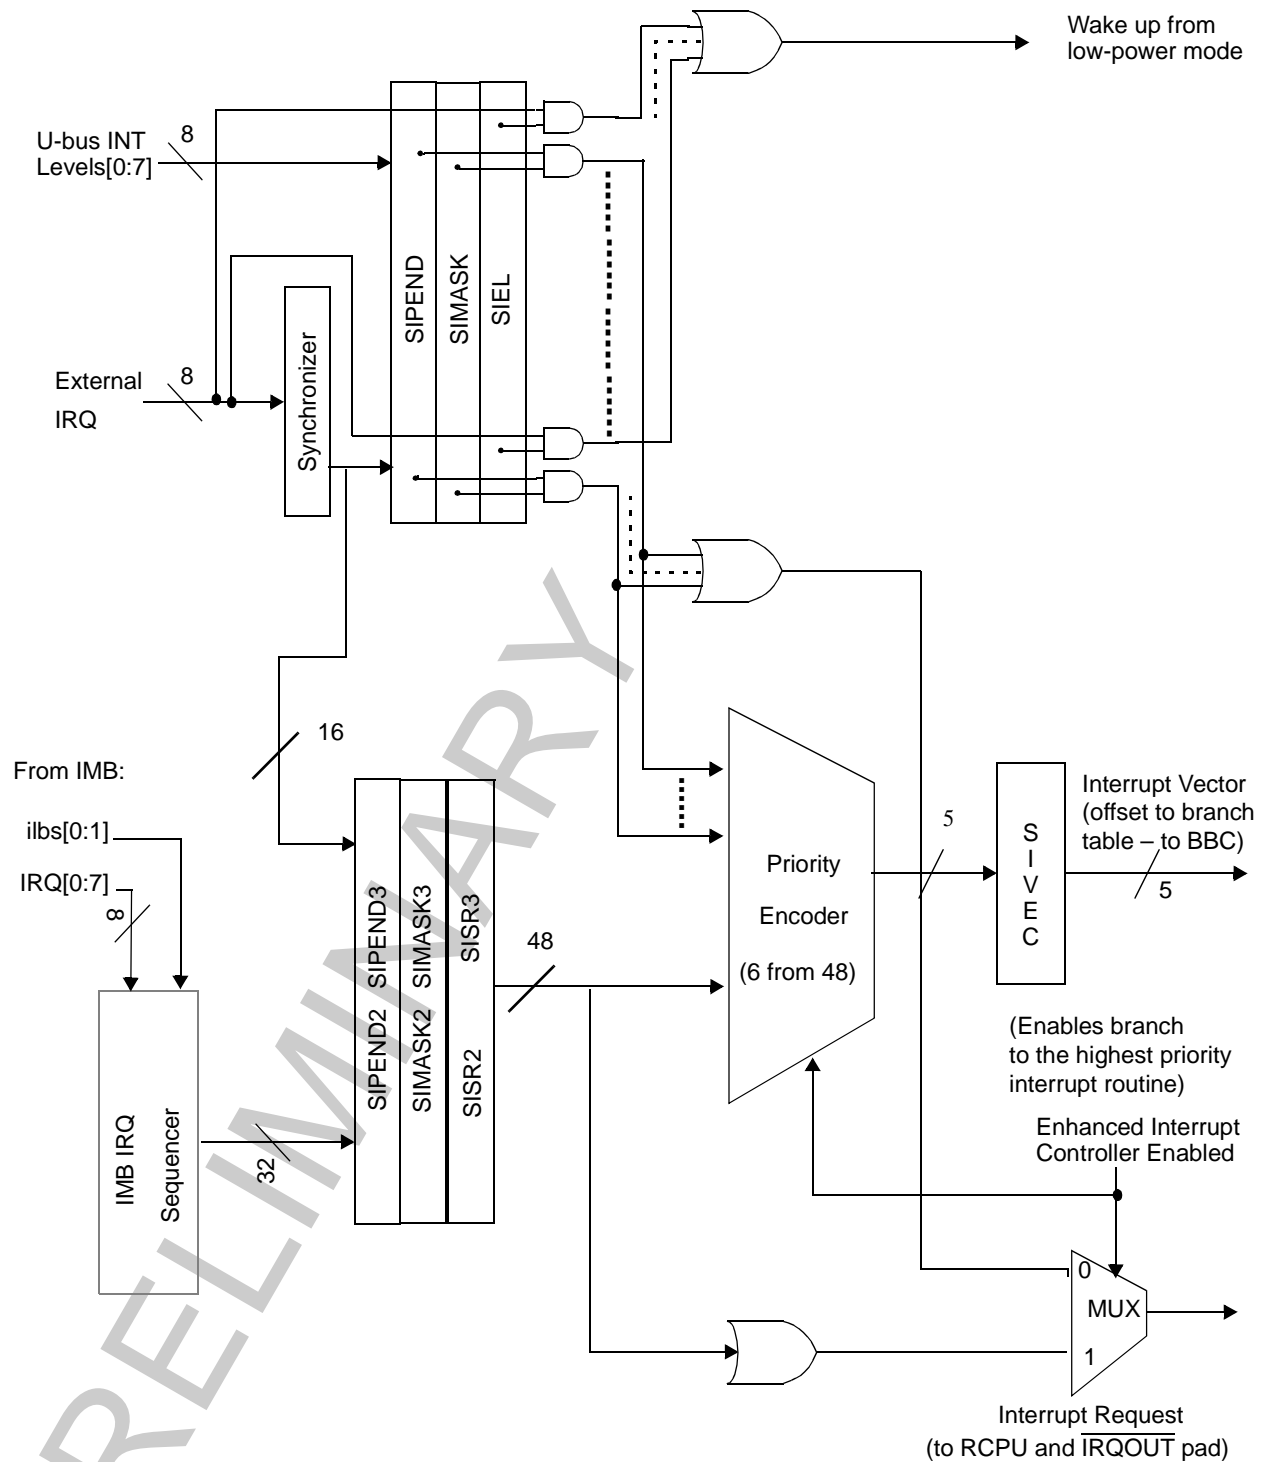 Wake up from
low-power mode
U-bus INT
Levels[0:7]
8
SIPEND
SIMASK
SIEL
External
IRQ
8
Synchronizer
16
From IMB:
ilbs[0:1]
IRQ[0:7]
8
IMB IRQ
Sequencer
32
SIPEND2 SIPEND3
SIMASK2 SIMASK3
SISR2 SISR3
48
Priority
Encoder
(6 from 48)
5
SIVEC
Interrupt Vector
(offset to branch
table – to BBC)
5
(Enables branch
to the highest priority
interrupt routine)
Enhanced Interrupt
Controller Enabled
0
MUX
1
Interrupt Request
(to RCPU and IRQOUT pad)
RELIMINARY